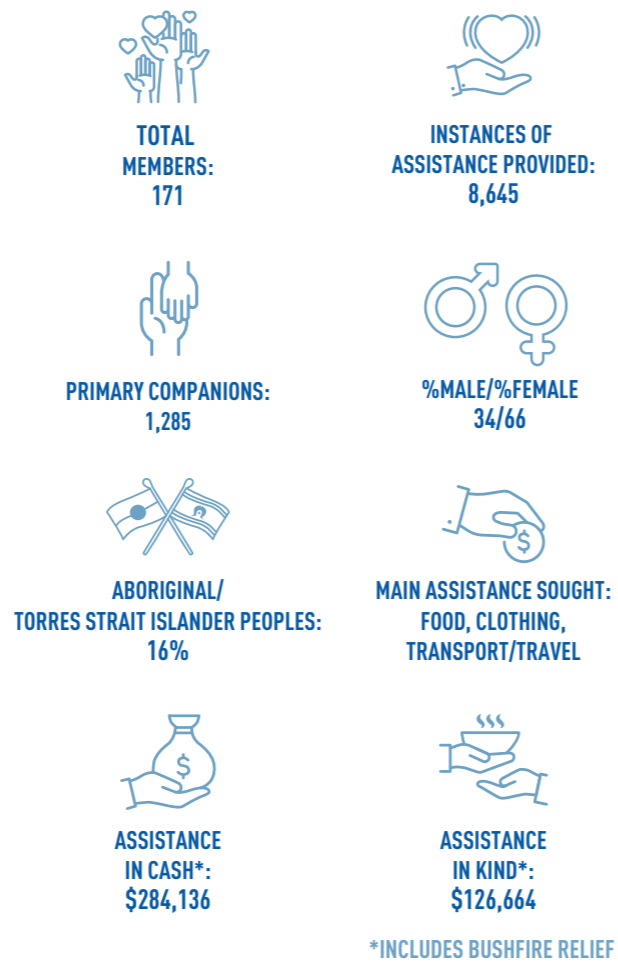 TOTAL
MEMBERS:
171
INSTANCES OF
ASSISTANCE PROVIDED:
8,645
PRIMARY COMPANIONS:
1,285
%MALE/%FEMALE
34/66
ABORIGINAL/
TORRES STRAIT ISLANDER PEOPLES:
16%
MAIN ASSISTANCE SOUGHT:
FOOD, CLOTHING,
TRANSPORT/TRAVEL
$
$
ASSISTANCE
IN CASH*:
$284,136
ASSISTANCE
IN KIND*:
$126,664
*INCLUDES BUSHFIRE RELIEF